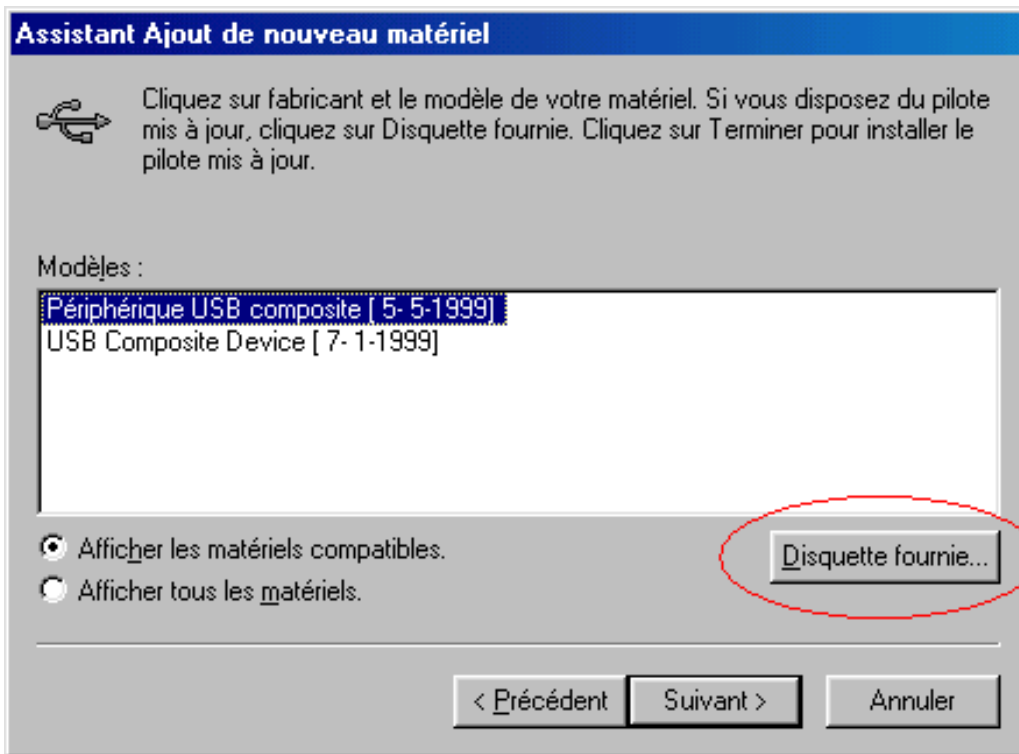 Assistant Ajout de nouveau matériel
Cliquez sur fabricant et le modèle de votre matériel. Si vous disposez du pilote
mis à jour, cliquez sur Disquette fournie. Cliquez sur Terminer pour installer le
pilote mis à jour.
Modèles :
Périphérique USB composite [ 5- 5-1999]
USB Composite Device [ 7- 1-1999]
Afficher les matériels compatibles.
Disquette fournie...
Afficher tous les matériels.
< Précédent
Suivant >
Annuler